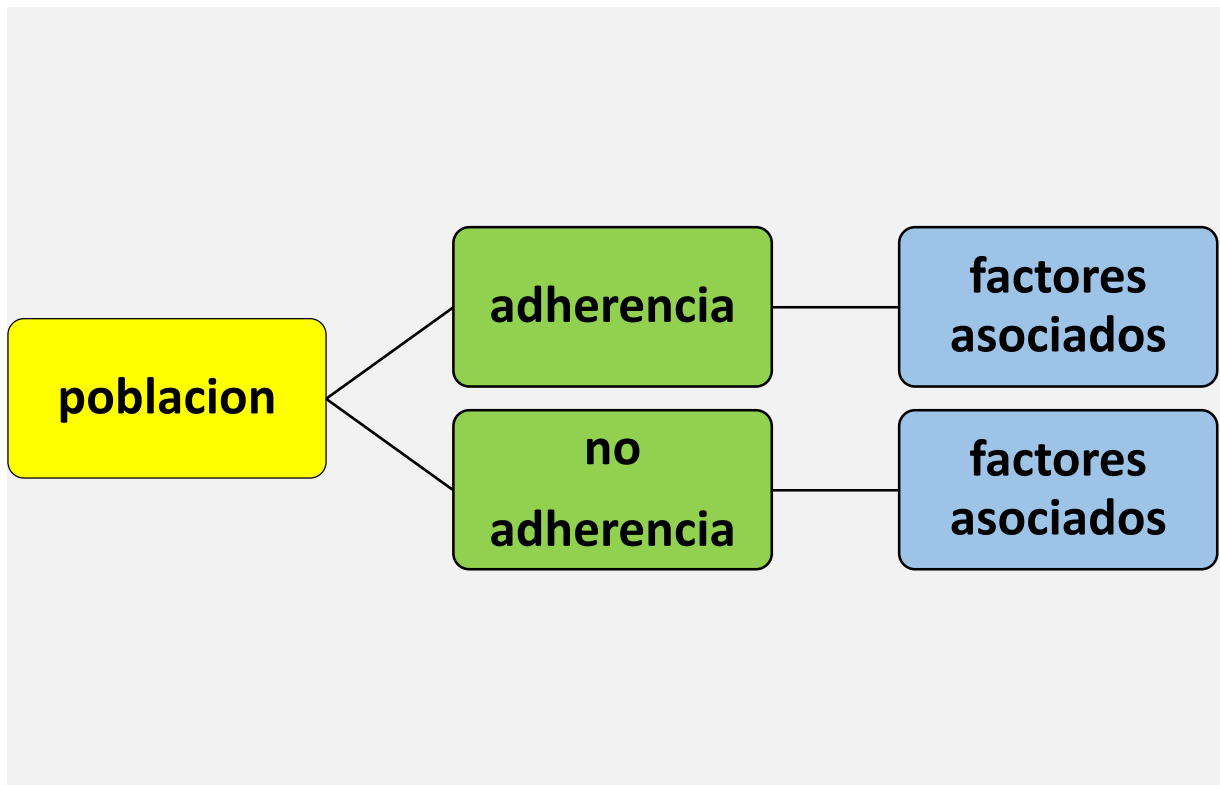 poblacion
adherencia
factores
asociados
no
adherencia
factores
asociados